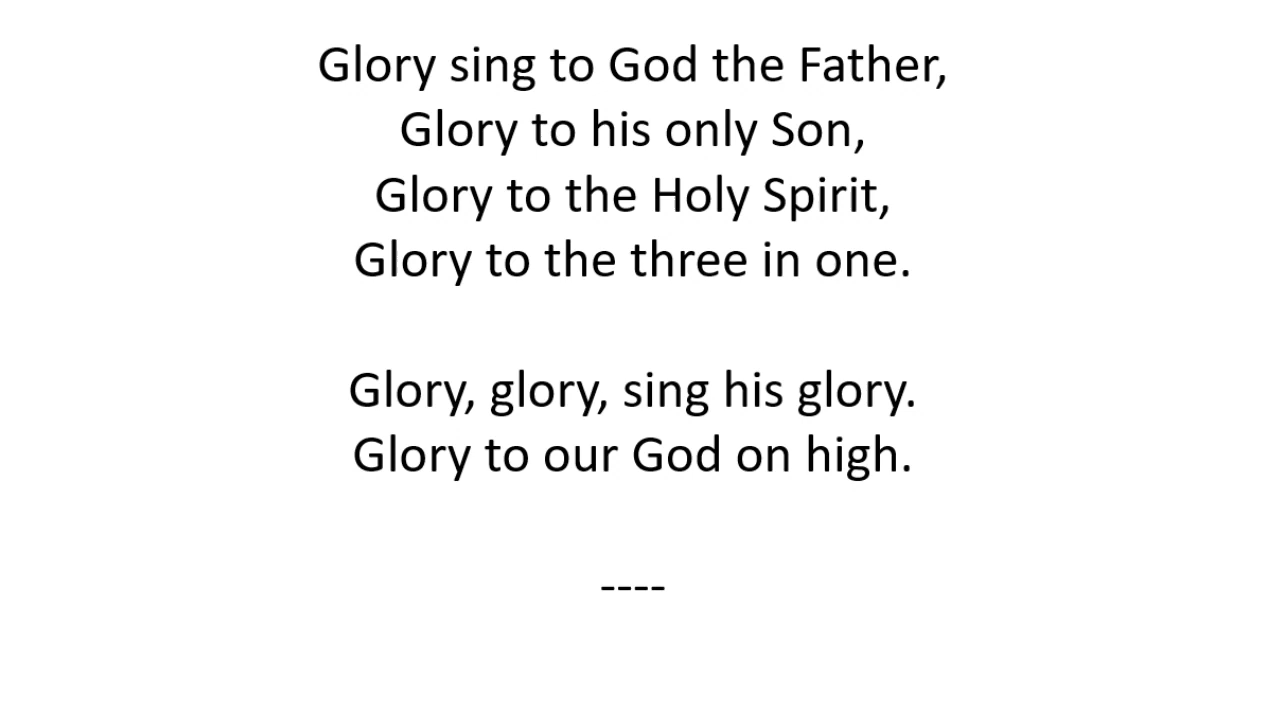 Glory sing to God the Father,
Glory to his only Son,
Glory to the Holy Spirit,
Glory to the three in one.
Glory, glory, sing his glory.
Glory to our God on high.
----